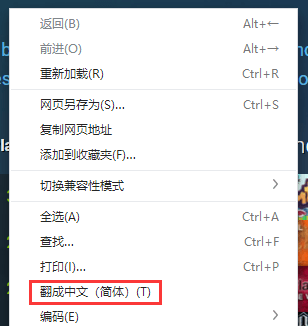 返回(B) Alt+←
前进(O) Alt+→
重新加载(R) Ctrl+R
网页另存为(S)... Ctrl+S
复制网页地址
添加到收藏夹(F)...
切换兼容性模式
全选(A) Ctrl+A
查找... Ctrl+F
打印(I)... Ctrl+P
翻成中文（简体）(T)
编码(E)